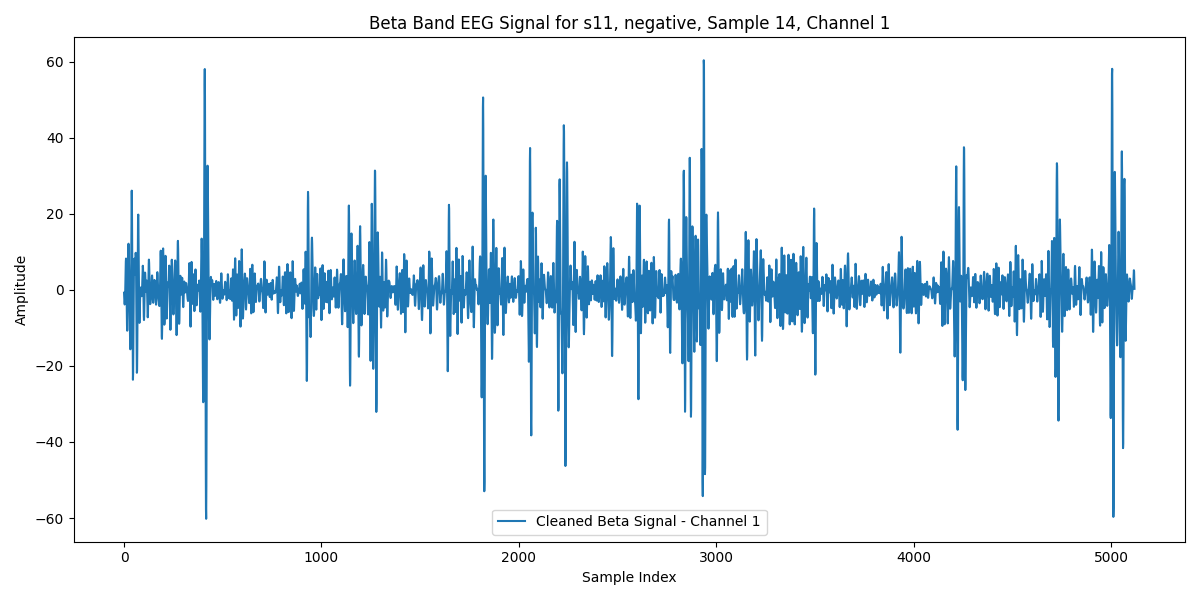 Beta Band EEG Signal for s11, negative, Sample 14, Channel 1
60
40
20
0
−20
−40
−60
Amplitude
Cleaned Beta Signal - Channel 1
0 1000 2000 3000 4000 5000
Sample Index